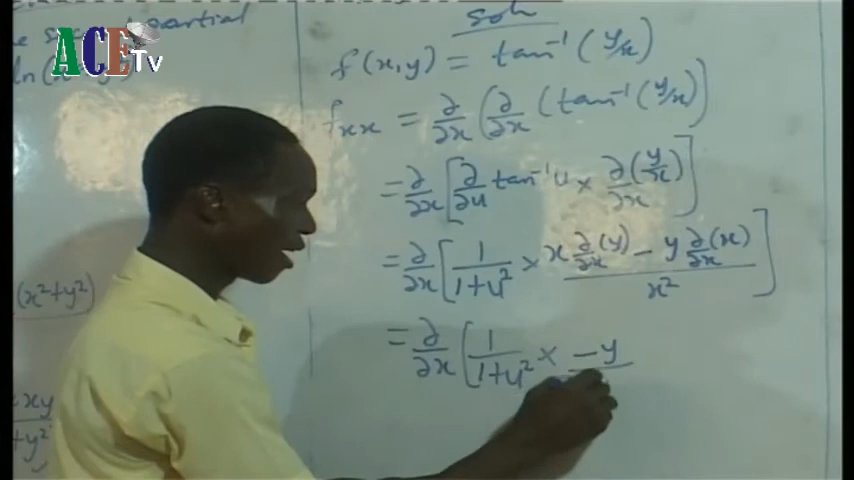 ACE TV
partial
ln(x
(x²+y²)
xy
+y²
soln
f(x,y) = tan⁻¹(y/x)
fxx = ∂/∂x (∂/∂x (tan⁻¹(y/x))
= ∂/∂x [∂/∂u tan⁻¹u × ∂(y/x)/∂x]
= ∂/∂x [1/(1+u²) × (x ∂/∂x(y) − y ∂/∂x(x))/x²]
= ∂/∂x [1/(1+u²) × −y